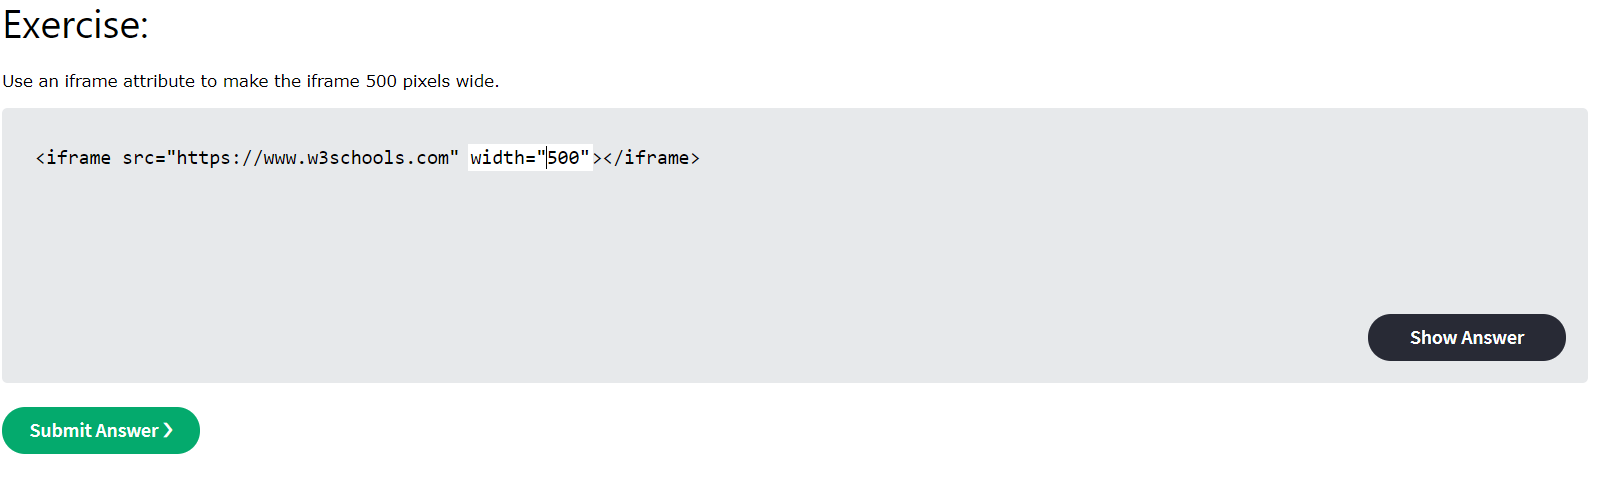 Exercise:
Use an iframe attribute to make the iframe 500 pixels wide.
<iframe src="https://www.w3schools.com" width="500"></iframe>
Show Answer
Submit Answer ❯